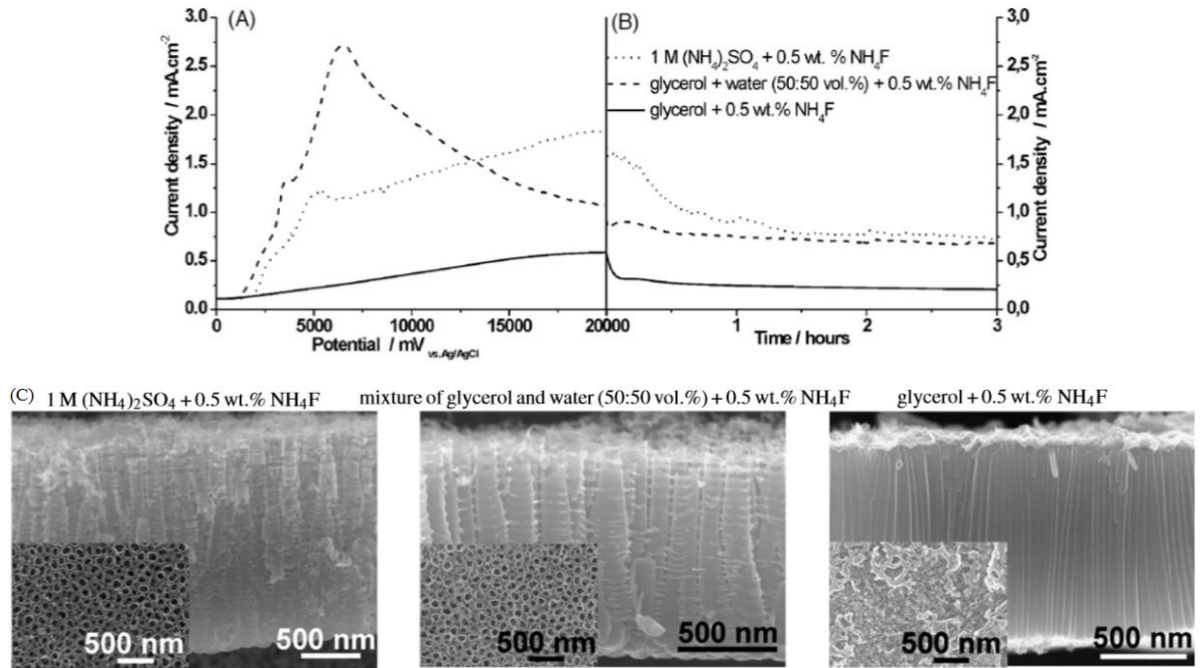 (A)
(B)
Current density / mA.cm-2
3.0
2.5
2.0
1.5
1.0
0.5
0.0
0
5000
10000
15000
20000
Potential / mV vs.Ag/AgCl
1 M (NH4)2SO4 + 0.5 wt. % NH4F
glycerol + water (50:50 vol.%) + 0.5 wt.% NH4F
glycerol + 0.5 wt.% NH4F
1
2
3
Time / hours
3,0
2,5
2,0
1,5
1,0
0,5
0,0
Current density / mA.cm-2
(C) 1 M (NH4)2SO4 + 0.5 wt.% NH4F
mixture of glycerol and water (50:50 vol.%) + 0.5 wt.% NH4F
glycerol + 0.5 wt.% NH4F
500 nm
500 nm
500 nm
500 nm
500 nm
500 nm